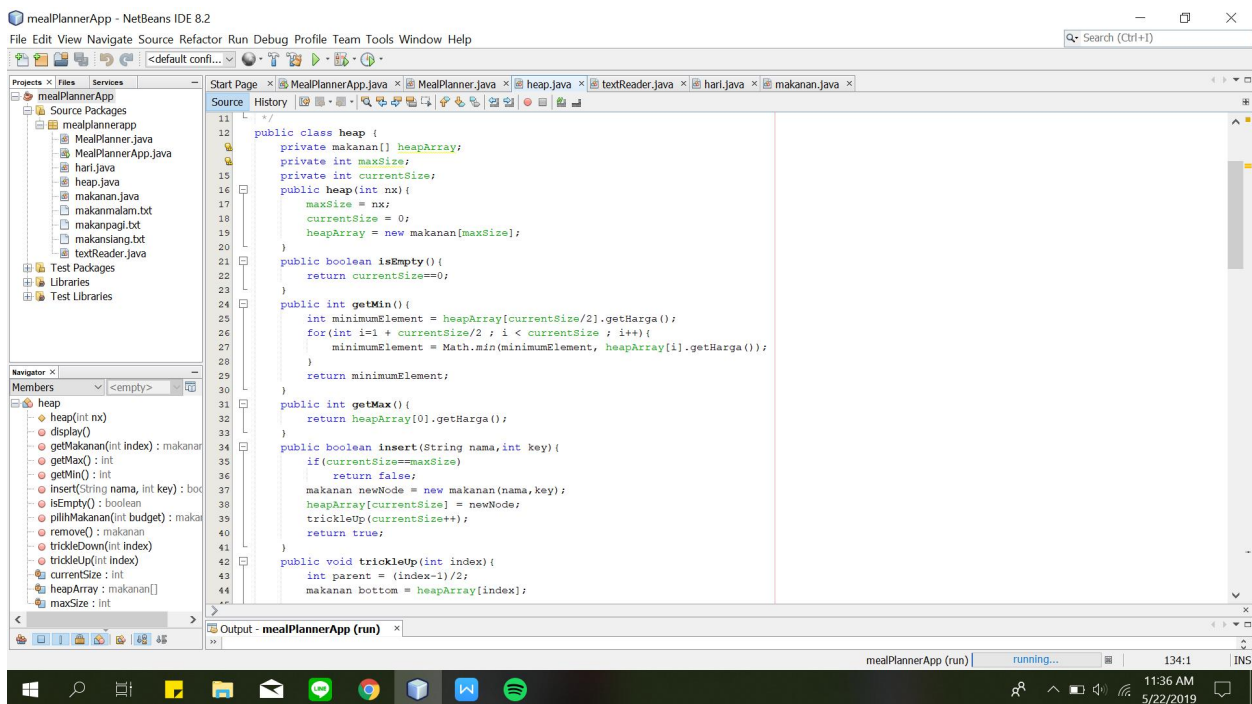 mealPlannerApp - NetBeans IDE 8.2
File Edit View Navigate Source Refactor Run Debug Profile Team Tools Window Help
Search (Ctrl+I)
<default confi...
Projects × Files Services
mealPlannerApp
Source Packages
mealplannerapp
MealPlanner.java
MealPlannerApp.java
hari.java
heap.java
makanan.java
makanmalam.txt
makanpagi.txt
makansiang.txt
textReader.java
Test Packages
Libraries
Test Libraries
Navigator ×
Members <empty>
heap
heap(int nx)
display()
getMakanan(int index) : makanan
getMax() : int
getMin() : int
insert(String nama, int key) : boo
isEmpty() : boolean
pilihMakanan(int budget) : makan
remove() : makanan
trickleDown(int index)
trickleUp(int index)
currentSize : int
heapArray : makanan[]
maxSize : int
Start Page × MealPlannerApp.java × MealPlanner.java × heap.java × textReader.java × hari.java × makanan.java ×
Source History
11 */
12 public class heap {
private makanan[] heapArray;
private int maxSize;
15 private int currentSize;
16 public heap(int nx){
17 maxSize = nx;
18 currentSize = 0;
19 heapArray = new makanan[maxSize];
20 }
21 public boolean isEmpty(){
22 return currentSize==0;
23 }
24 public int getMin(){
25 int minimumElement = heapArray[currentSize/2].getHarga();
26 for(int i=1 + currentSize/2 ; i < currentSize ; i++){
27 minimumElement = Math.min(minimumElement, heapArray[i].getHarga());
28 }
29 return minimumElement;
30 }
31 public int getMax(){
32 return heapArray[0].getHarga();
33 }
34 public boolean insert(String nama,int key){
35 if(currentSize==maxSize)
36 return false;
37 makanan newNode = new makanan(nama,key);
38 heapArray[currentSize] = newNode;
39 trickleUp(currentSize++);
40 return true;
41 }
42 public void trickleUp(int index){
43 int parent = (index-1)/2;
44 makanan bottom = heapArray[index];
Output - mealPlannerApp (run) ×
mealPlannerApp (run) running... 134:1 INS
LINE
11:36 AM
5/22/2019